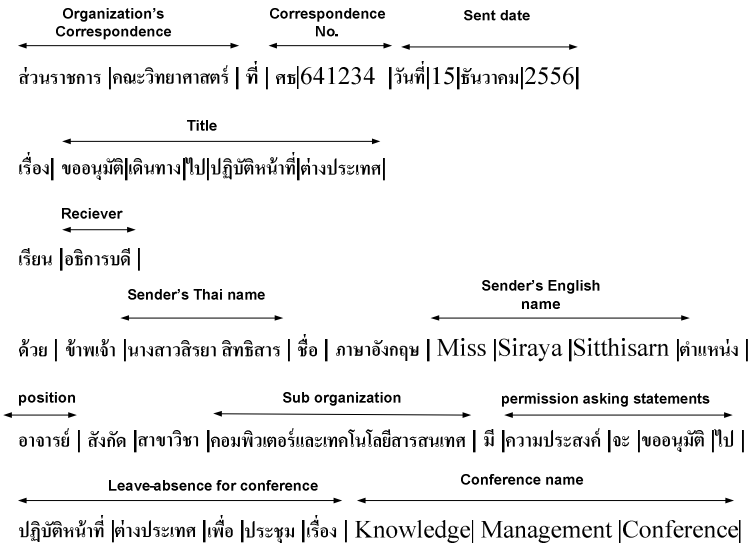 Organization's Correspondence No. Sent date
Correspondence
ส่วนราชการ |คณะวิทยาศาสตร์ | ที่ | ศธ|641234 |วันที่|15|ธันวาคม|2556|
Title
เรื่อง| ขออนุมัติ|เดินทาง|ไป|ปฏิบัติหน้าที่|ต่างประเทศ|
Reciever
เรียน |อธิการบดี |
Sender's Thai name Sender's English name
ด้วย | ข้าพเจ้า |นางสาวสิรยา สิทธิสาร | ชื่อ | ภาษาอังกฤษ | Miss |Siraya |Sitthisarn |ตำแหน่ง |
position Sub organization permission asking statements
อาจารย์ | สังกัด |สาขาวิชา |คอมพิวเตอร์และเทคโนโลยีสารสนเทศ | มี |ความประสงค์ |จะ |ขออนุมัติ |ไป |
Leave-absence for conference Conference name
ปฏิบัติหน้าที่ |ต่างประเทศ |เพื่อ |ประชุม |เรื่อง | Knowledge| Management |Conference|